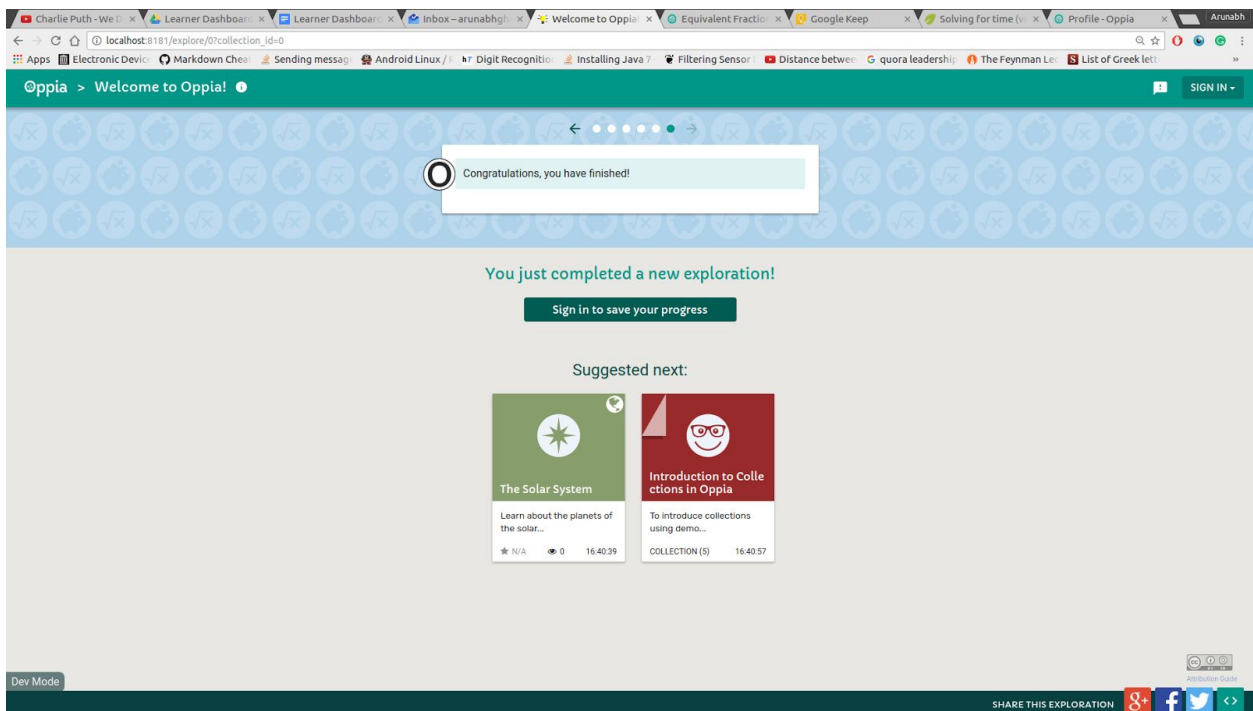 Charlie Puth - We D
Learner Dashboard
Learner Dashboard
Inbox – arunabhgh
Welcome to Oppia!
Equivalent Fraction
Google Keep
Solving for time (v
Profile - Oppia
Arunabh
localhost:8181/explore/0?collection_id=0
Apps
Electronic Device
Markdown Cheat
Sending message
Android Linux / F
Digit Recognition
Installing Java 7
Filtering Sensor
Distance between
quora leadership
The Feynman Lec
List of Greek lett
Oppia > Welcome to Oppia!
SIGN IN
O
Congratulations, you have finished!
You just completed a new exploration!
Sign in to save your progress
Suggested next:
The Solar System
Learn about the planets of
the solar...
N/A 0 16:40:39
Introduction to Colle
ctions in Oppia
To introduce collections
using demo...
COLLECTION (5) 16:40:57
Dev Mode
Attribution Guide
SHARE THIS EXPLORATION